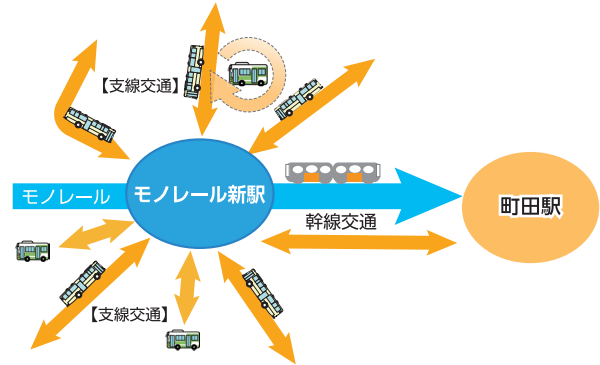 【支線交通】
モノレール
モノレール新駅
町田駅
幹線交通
【支線交通】